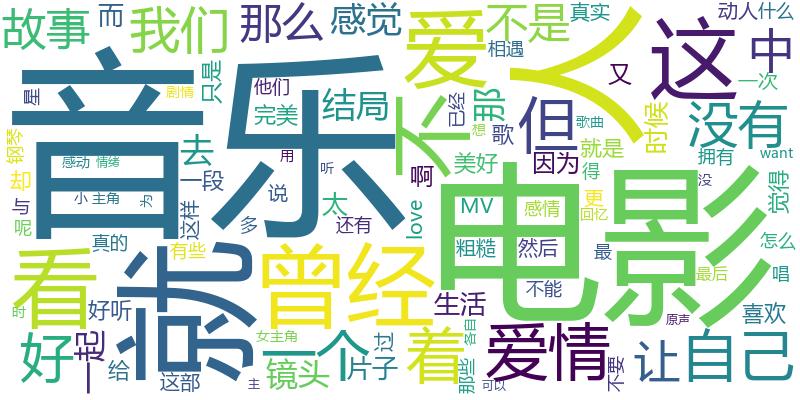 故事
而
我们
那么
感觉
爱
不是
真实
人
动人
什么
这
中
相遇
又
一次
音乐
星
剧情
只是
他们
完美
结局
不
那
已经
想
歌
但
歌曲
时候
没有
钢琴
却
感动
情绪
去
一段
用
听
啊
美好
因为
就是
得
拥有
want
与
呢
小
主角
为
这样
说
多
太
还有
love
MV
感情
更
回忆
没
觉得
电影
真的
有些
就
曾经
粗糙
然后
最
怎么
看
时
好听
生活
不能
最后
唱
好
一起
给
这部
主
女主角
一个
镜头
片子
过
着
那些
各自
可以
爱情
不要
让
原声
自己
喜欢